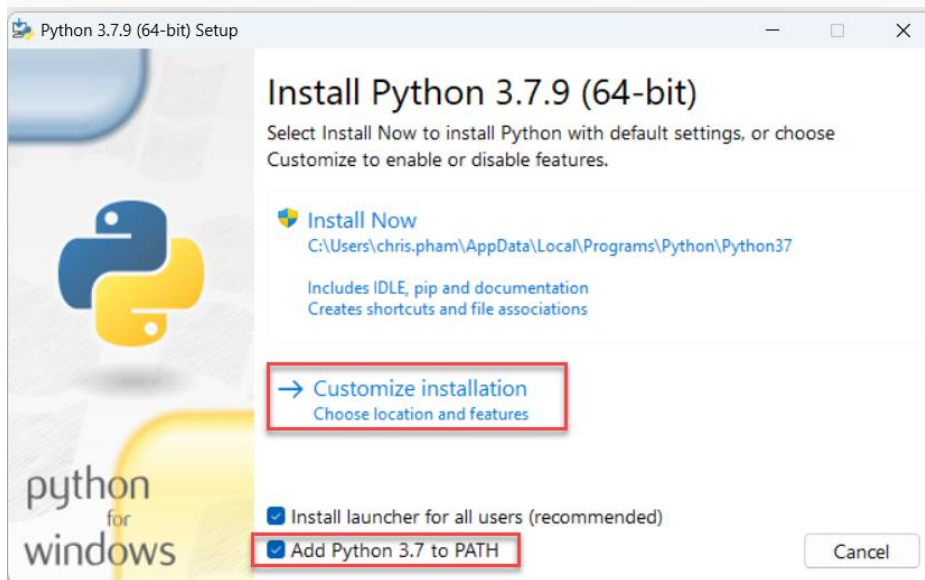 Python 3.7.9 (64-bit) Setup
Install Python 3.7.9 (64-bit)
Select Install Now to install Python with default settings, or choose
Customize to enable or disable features.
Install Now
C:\Users\chris.pham\AppData\Local\Programs\Python\Python37
Includes IDLE, pip and documentation
Creates shortcuts and file associations
→ Customize installation
Choose location and features
python
for
windows
Install launcher for all users (recommended)
Add Python 3.7 to PATH
Cancel